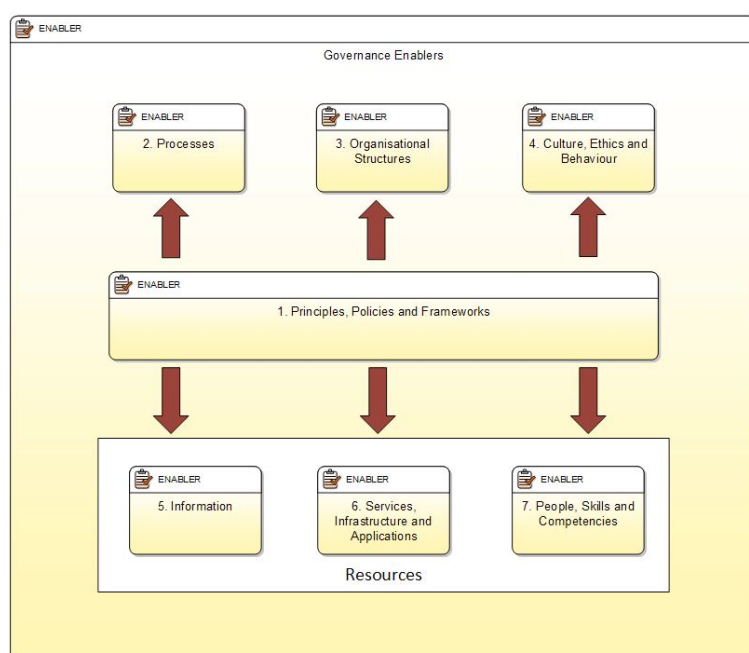 ENABLER
Governance Enablers
ENABLER
2. Processes
ENABLER
3. Organisational
Structures
ENABLER
4. Culture, Ethics and
Behaviour
ENABLER
1. Principles, Policies and Frameworks
ENABLER
5. Information
ENABLER
6. Services,
Infrastructure and
Applications
ENABLER
7. People, Skills and
Competencies
Resources